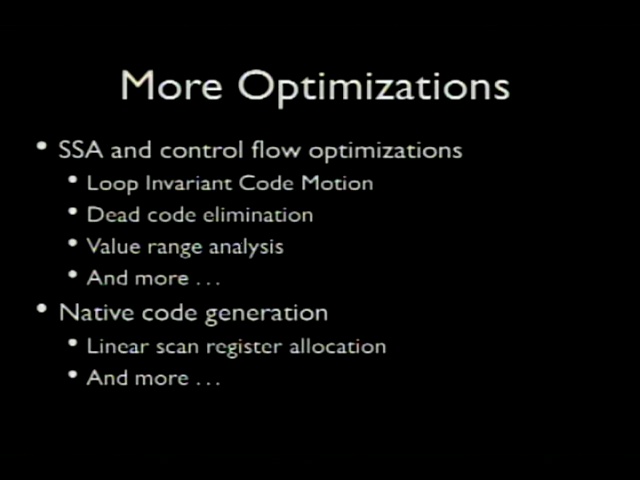 More Optimizations
• SSA and control flow optimizations
• Loop Invariant Code Motion
• Dead code elimination
• Value range analysis
• And more . . .
• Native code generation
• Linear scan register allocation
• And more . . .